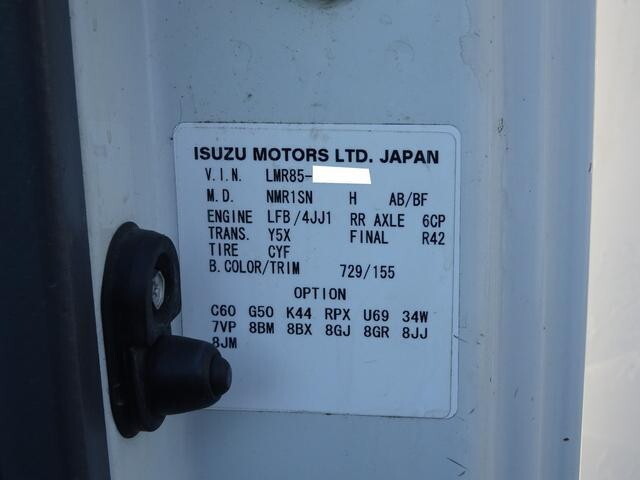 ISUZU MOTORS LTD. JAPAN
V.I.N. LMR85-
M.D. NMR1SN H AB/BF
ENGINE LFB/4JJ1 RR AXLE 6CP
TRANS. Y5X FINAL R42
TIRE CYF
B.COLOR/TRIM 729/155
OPTION
C60 G50 K44 RPX U69 34W
7VP 8BM 8BX 8GJ 8GR 8JJ
8JM